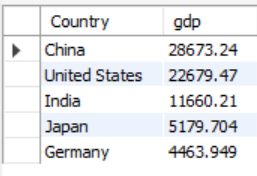 Country gdp
China 28673.24
United States 22679.47
India 11660.21
Japan 5179.704
Germany 4463.949